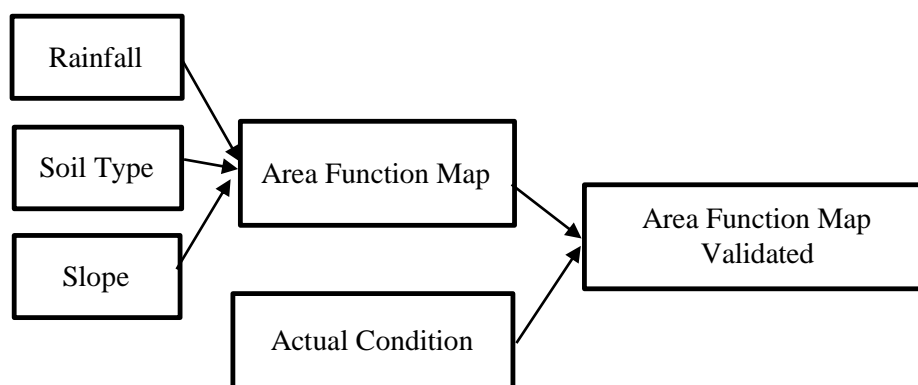 Rainfall
Soil Type
Slope
Area Function Map
Actual Condition
Area Function Map
Validated